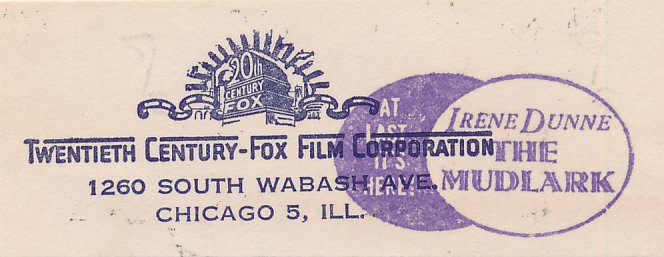 20th
CENTURY
FOX
TWENTIETH CENTURY-FOX FILM CORPORATION
1260 SOUTH WABASH AVE.
CHICAGO 5, ILL.
AT
LAST
IT'S
HERE!
IRENE DUNNE
THE
MUDLARK